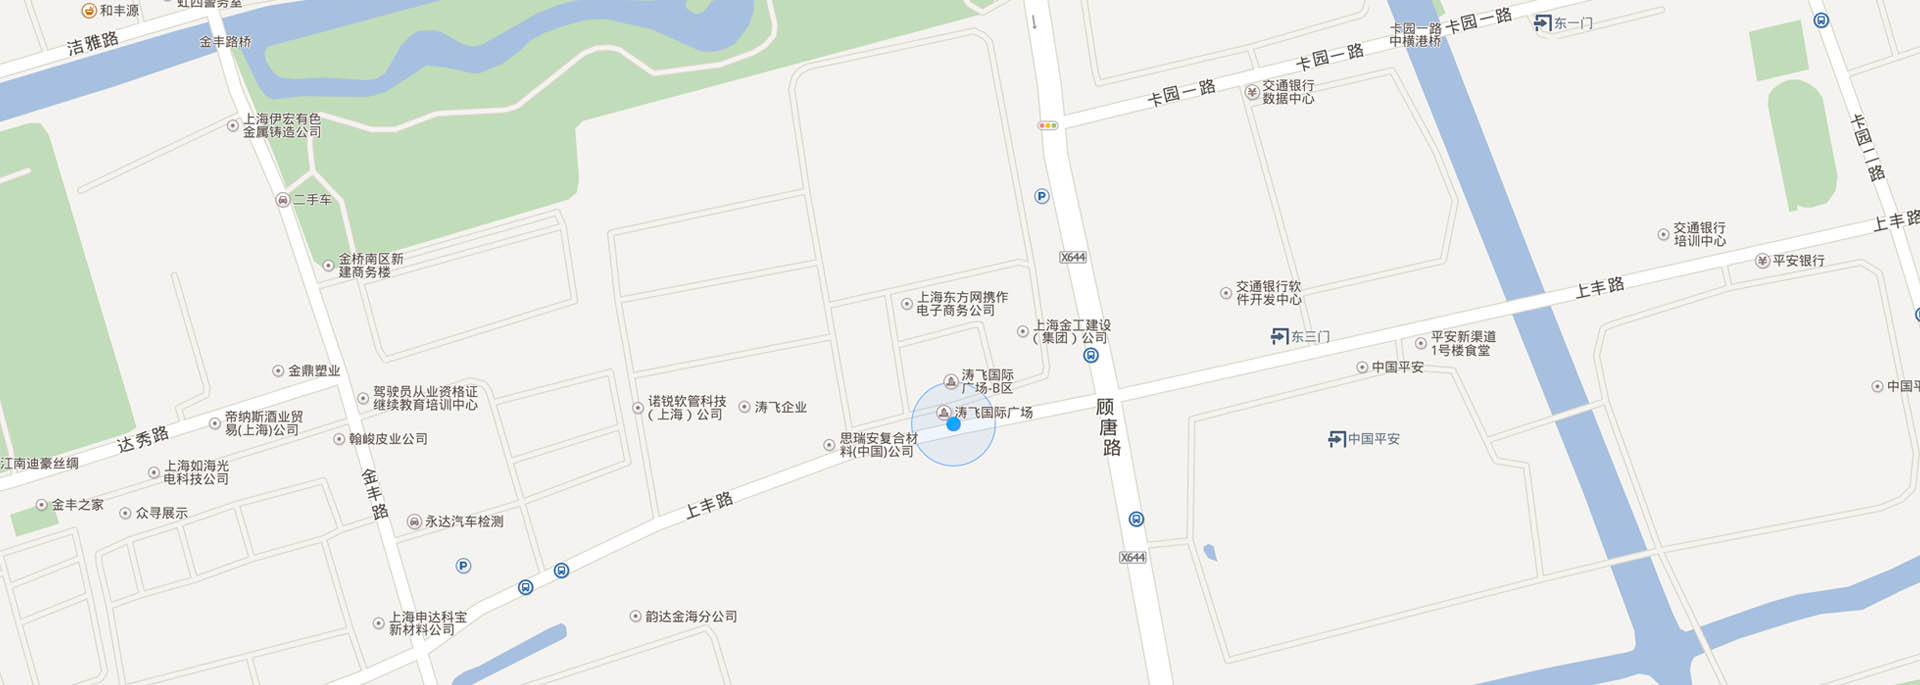 虹四警务室
和丰源
洁雅路
金丰路桥
上海伊宏有色
金属铸造公司
二手车
金桥南区新
建商务楼
金鼎塑业
驾驶员从业资格证
继续教育培训中心
帝纳斯酒业贸
易(上海)公司
达秀路
翰峻皮业公司
江南迪豪丝绸
上海如海光
电科技公司
金丰路
金丰之家
众寻展示
永达汽车检测
P
上海申达科宝
新材料公司
韵达金海分公司
上丰路
诺锐软管科技
（上海）公司
涛飞企业
思瑞安复合材
料(中国)公司
上海东方网携作
电子商务公司
上海金工建设
（集团）公司
涛飞国际
广场-B区
涛飞国际广场
P
X644
顾唐路
X644
卡园一路
卡园一路
卡园一路
中横港桥
卡园一路
东一门
交通银行
数据中心
卡园二路
交通银行
培训中心
上丰路
平安银行
上丰路
交通银行软
件开发中心
东三门
平安新渠道
1号楼食堂
中国平安
中国平安
中国平